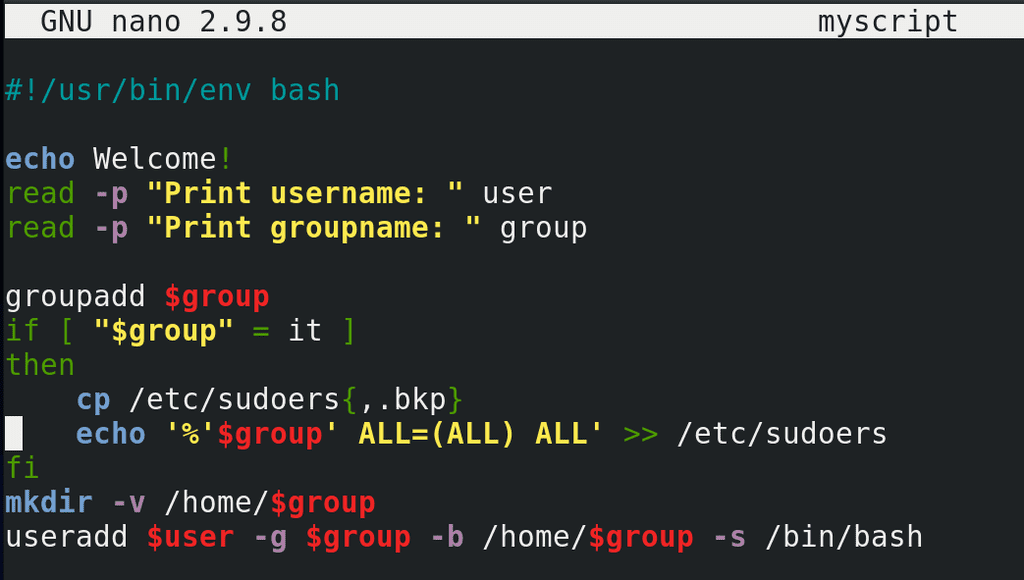 GNU nano 2.9.8 myscript
#!/usr/bin/env bash
echo Welcome!
read -p "Print username: " user
read -p "Print groupname: " group
groupadd $group
if [ "$group" = it ]
then
    cp /etc/sudoers{,.bkp}
    echo '%'$group' ALL=(ALL) ALL' >> /etc/sudoers
fi
mkdir -v /home/$group
useradd $user -g $group -b /home/$group -s /bin/bash